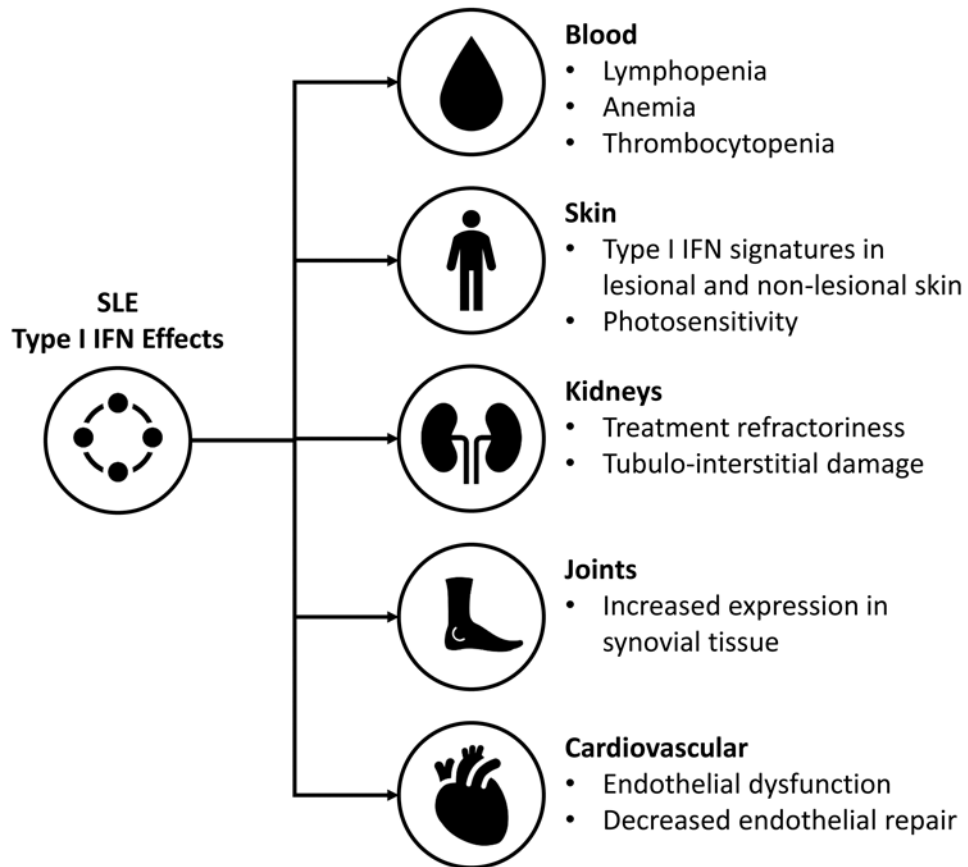 SLE
Type I IFN Effects
Blood
• Lymphopenia
• Anemia
• Thrombocytopenia
Skin
• Type I IFN signatures in
lesional and non-lesional skin
• Photosensitivity
Kidneys
• Treatment refractoriness
• Tubulo-interstitial damage
Joints
• Increased expression in
synovial tissue
Cardiovascular
• Endothelial dysfunction
• Decreased endothelial repair